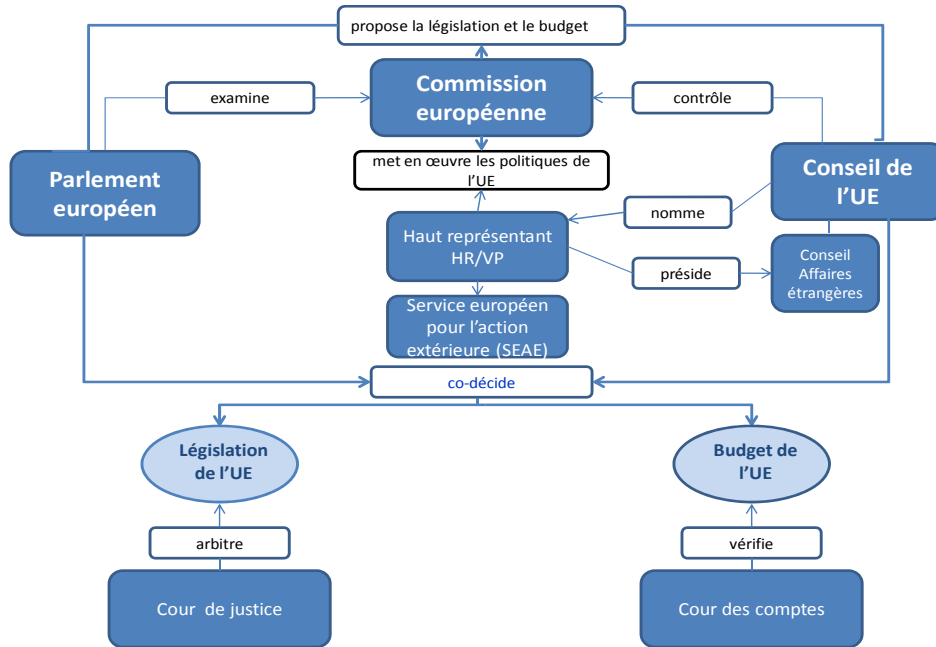 propose la législation et le budget
Commission
européenne
examine
contrôle
met en œuvre les politiques de
l'UE
Parlement
européen
Conseil de
l'UE
nomme
Haut représentant
HR/VP
préside
Conseil
Affaires
étrangères
Service européen
pour l'action
extérieure (SEAE)
co-décide
Législation
de l'UE
Budget de
l'UE
arbitre
vérifie
Cour de justice
Cour des comptes